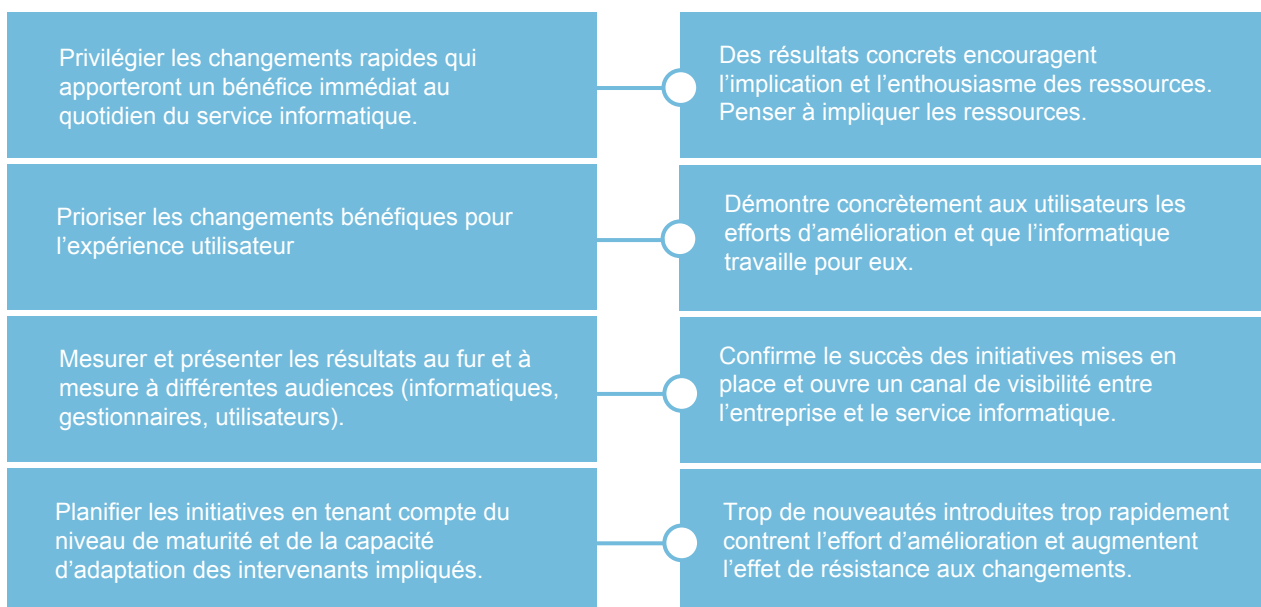 Privilégier les changements rapides qui
apporteront un bénéfice immédiat au
quotidien du service informatique.
Des résultats concrets encouragent
l’implication et l’enthousiasme des ressources.
Penser à impliquer les ressources.
Prioriser les changements bénéfiques pour
l’expérience utilisateur
Démontre concrètement aux utilisateurs les
efforts d’amélioration et que l’informatique
travaille pour eux.
Mesurer et présenter les résultats au fur et à
mesure à différentes audiences (informatiques,
gestionnaires, utilisateurs).
Confirme le succès des initiatives mises en
place et ouvre un canal de visibilité entre
l’entreprise et le service informatique.
Planifier les initiatives en tenant compte du
niveau de maturité et de la capacité
d’adaptation des intervenants impliqués.
Trop de nouveautés introduites trop rapidement
contrent l’effort d’amélioration et augmentent
l’effet de résistance aux changements.